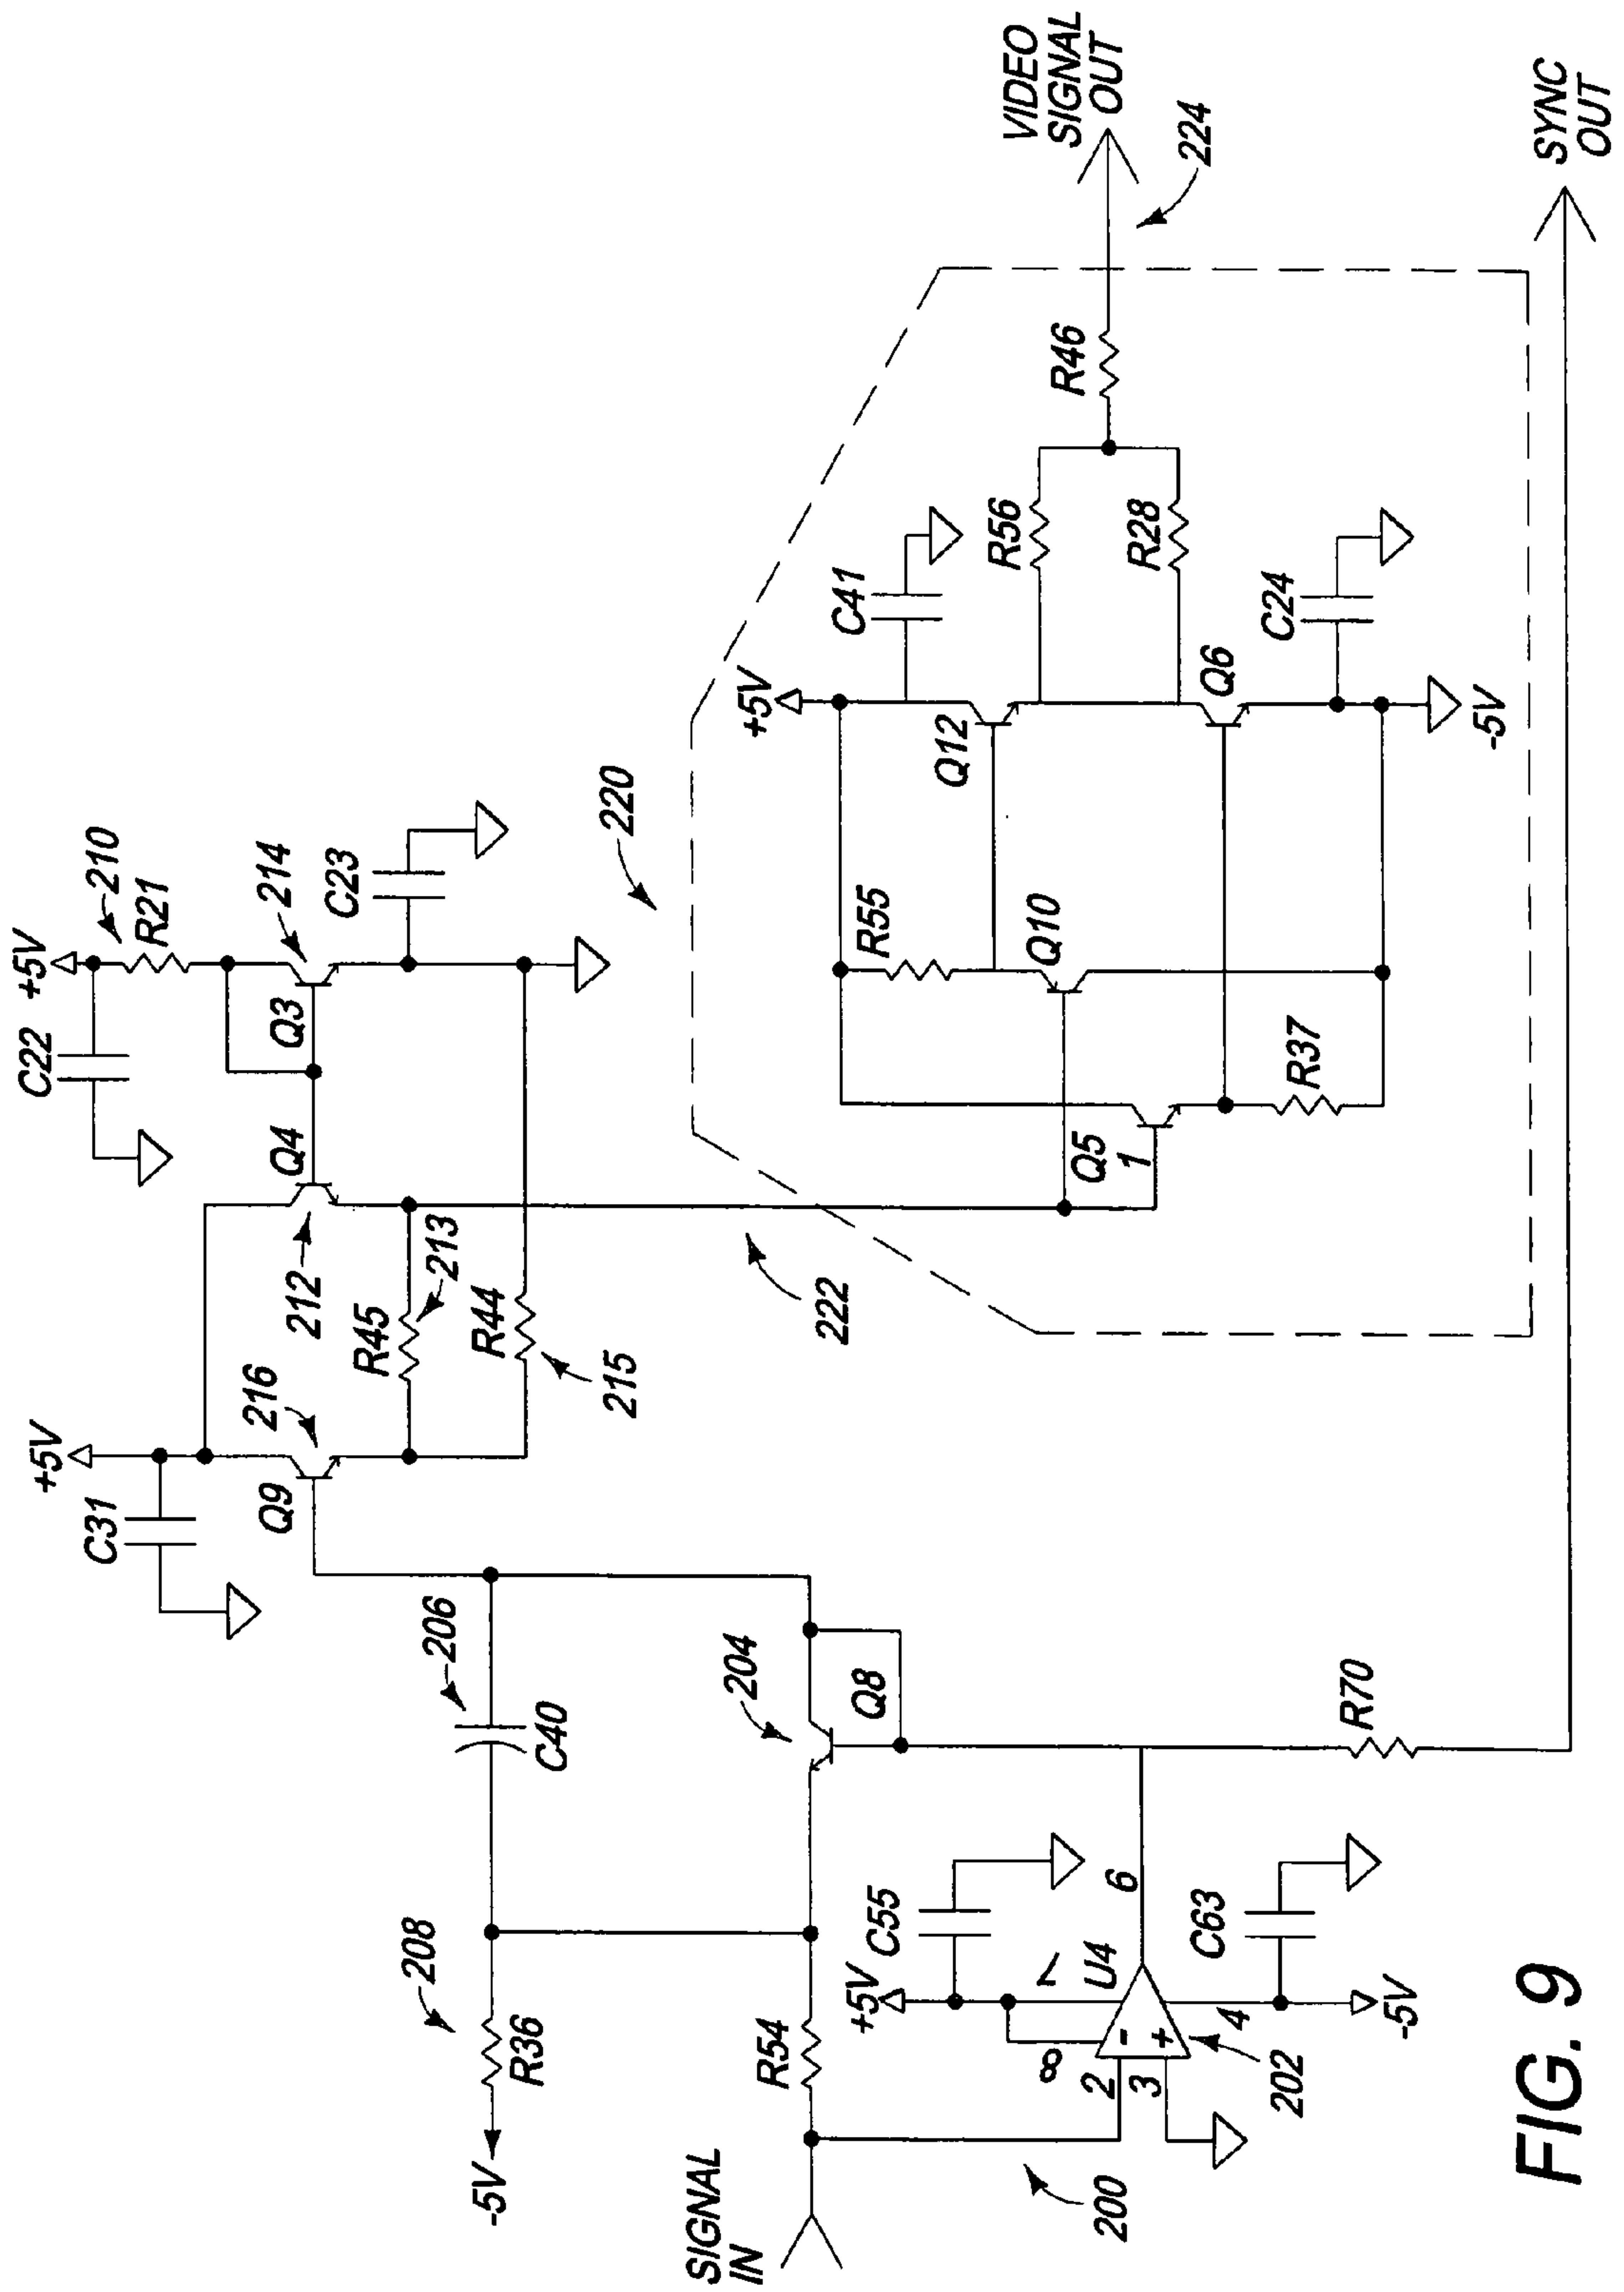 +5V
C22
210
R21
214
Q3
Q4
C23
212
+5V
C31
216
Q9
R45
213
R44
215
220
222
206
C40
204
Q8
208
R36
-5V
SIGNAL
IN
R54
200
+5V
C55
7
8
2
3
-
+
U4
6
4
202
C63
-5V
R70
+5V
C41
R55
Q12
Q10
Q5
1
R37
Q6
R56
R28
C24
-5V
R46
224
VIDEO
SIGNAL
OUT
SYNC
OUT
FIG. 9